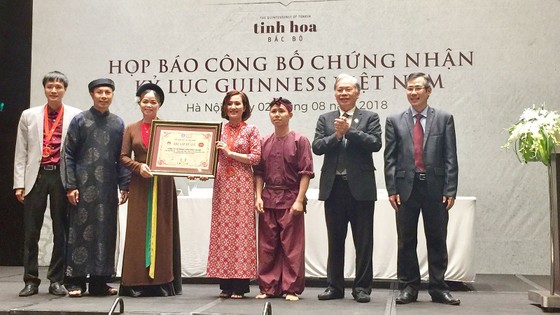 THE QUINTESSENCE OF TONKIN
tinh hoa
BẮC BỘ
HỌP BÁO CÔNG BỐ CHỨNG NHẬN
KỶ LỤC GUINNESS VIỆT NAM
Hà Nội 02 08 2018